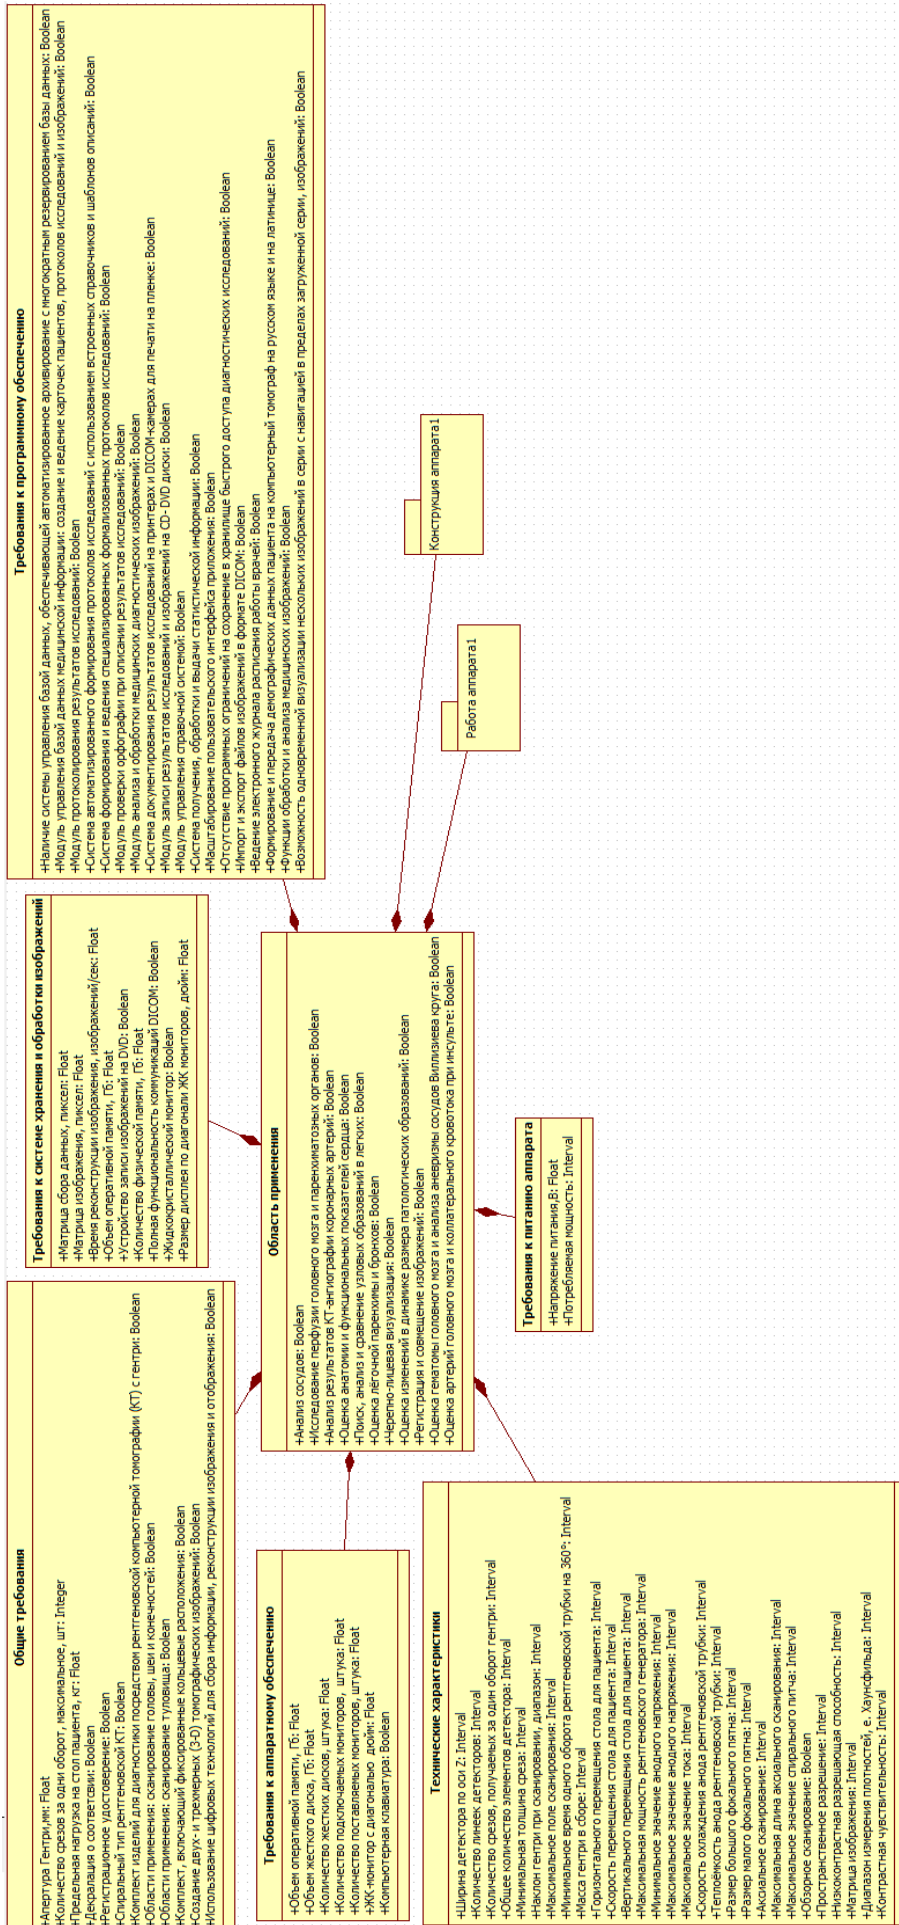 Общие требования
+Апертура Гентри,мм: Float
+Количество срезов за одни оборот, максимальное, шт: Integer
+Предельная нагрузка на стол пациента, кг: Float
+Декларация о соответсвии: Boolean
+Регистрационное удостоверение: Boolean
+Спиральный тип рентгеновской КТ: Boolean
+Комплект изделий для диагностики посредством рентгеновской компьютерной томографии (КТ) с гентри: Boolean
+Области применения: сканирование головы, шеи и конечностей: Boolean
+Области применения: сканирование туловища: Boolean
+Комплект, включающий фиксированные кольцевые расположения: Boolean
+Создание двух- и трехмерных (3-D) томографических изображений: Boolean
+Использование цифровых технологий для сбора информации, реконструкции изображения и отображения: Boolean
Требования к системе хранения и обработки изображений
+Матрица сбора данных, пиксел: Float
+Матрица изображения, пиксел: Float
+Время реконструкции изображения, изображений/сек: Float
+Объем оперативной памяти, Гб: Float
+Устройство записи изображений на DVD: Boolean
+Количество физической памяти, Гб: Float
+Полная функциональность коммуникаций DICOM: Boolean
+Жидкокристаллический монитор: Boolean
+Размер дисплея по диагонали ЖК мониторов, дюйм: Float
Требования к программному обеспечению
+Наличие системы управления базой данных, обеспечивающей автоматизированное архивирование с многократным резервированием базы данных: Boolean
+Модуль управления базой данных медицинской информации: создание и ведение карточек пациентов, протоколов исследований и изображений: Boolean
+Модуль протоколирования результатов исследований: Boolean
+Система автоматизированного формирования протоколов исследований с использованием встроенных справочников и шаблонов описаний: Boolean
+Система формирования и ведения специализированных формализованных протоколов исследований: Boolean
+Модуль проверки орфографии при описании результатов исследований: Boolean
+Модуль анализа и обработки медицинских диагностических изображений: Boolean
+Система документирования результатов исследований на принтерах и DICOM-камерах для печати на пленке: Boolean
+Модуль записи результатов исследований и изображений на CD- DVD диски: Boolean
+Модуль управления справочной системой: Boolean
+Система получения, обработки и выдачи статистической информации: Boolean
+Масштабирование пользовательского интерфейса приложения: Boolean
+Отсутствие программных ограничений на сохранение в хранилище быстрого доступа диагностических исследований: Boolean
+Импорт и экспорт файлов изображений в формате DICOM: Boolean
+Ведение электронного журнала расписания работы врачей: Boolean
+Формирование и передача демографических данных пациента на компьютерный томограф на русском языке и на латинице: Boolean
+Функции обработки и анализа медицинских изображений: Boolean
+Возможность одновременной визуализации нескольких изображений в серии с навигацией в пределах загруженной серии, изображений: Boolean
Требования к аппаратному обеспечению
+Объем оперативной памяти, Гб: Float
+Объем жесткого диска, Гб: Float
+Количество жестких дисков, штука: Float
+Количество подключаемых мониторов, штука: Float
+Количество поставляемых мониторов, штука: Float
+ЖК-монитор с диагональю дюйм: Float
+Компьютерная клавиатура: Boolean
Область применения
+Анализ сосудов: Boolean
+Исследование перфузии головного мозга и паренхиматозных органов: Boolean
+Анализ результатов КТ-ангиографии коронарных артерий: Boolean
+Оценка анатомии и функциональных показателей сердца: Boolean
+Поиск, анализ и сравнение узловых образований в легких: Boolean
+Оценка лёгочной паренхимы и бронхов: Boolean
+Черепно-лицевая визуализация: Boolean
+Оценка изменений в динамике размера патологических образований: Boolean
+Регистрация и совмещение изображений: Boolean
+Оценка гематомы головного мозга и анализа аневризмы сосудов Виллизиева круга: Boolean
+Оценка артерий головного мозга и коллатерального кровотока при инсульте: Boolean
Конструкция аппарата1
Работа аппарата1
Технические характеристики
+Ширина детектора по оси Z: Interval
+Количество линеек детекторов: Interval
+Количество срезов, получаемых за один оборот гентри: Interval
+Общее количество элементов детектора: Interval
+Минимальная толщина среза: Interval
+Наклон гентри при сканировании, диапазон: Interval
+Максимальное поле сканирования: Interval
+Минимальное время одного оборота рентгеновской трубки на 360°: Interval
+Масса гентри в сборе: Interval
+Горизонтального перемещения стола для пациента: Interval
+Скорость перемещения стола для пациента: Interval
+Вертикального перемещения стола для пациента: Interval
+Максимальная мощность рентгеновского генератора: Interval
+Минимальное значение анодного напряжения: Interval
+Максимальное значение анодного напряжения: Interval
+Максимальное значение тока: Interval
+Скорость охлаждения анода рентгеновской трубки: Interval
+Теплоёмкость анода рентгеновской трубки: Interval
+Размер большого фокального пятна: Interval
+Размер малого фокального пятна: Interval
+Аксиальное сканирование: Interval
+Максимальная длина аксиального сканирования: Interval
+Максимальное значение спирального питча: Interval
+Обзорное сканирование: Boolean
+Пространственное разрешение: Interval
+Низкоконтрастная разрешающая способность: Interval
+Матрица изображения: Interval
+Диапазон измерения плотностей, е. Хаунсфильда: Interval
+Контрастная чувствительность: Interval
Требования к питанию аппарата
+Напряжение питания,В: Float
+Потребляемая мощность: Interval